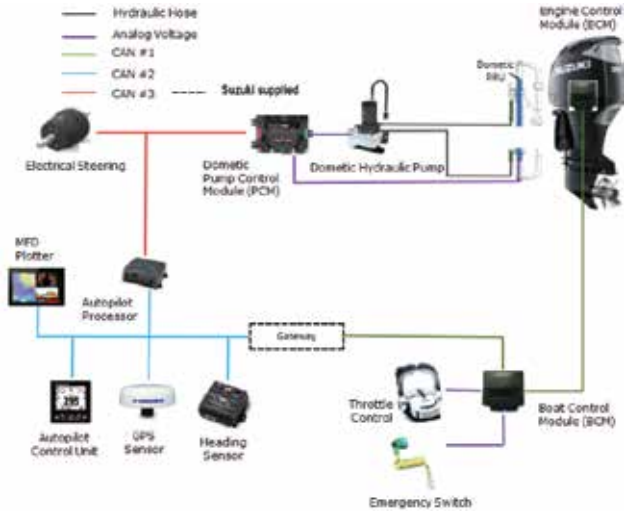 Hydraulic Hose
Analog Voltage
CAN #1
CAN #2
CAN #3
Suzuki supplied
Engine Control
Module (ECM)
Dometic
SUZUKI
Electrical Steering
Dometic
Pump Control
Module (PCM)
Dometic Hydraulic Pump
MFD
Plotter
Autopilot
Processor
Gateway
Autopilot
Control Unit
GPS
Sensor
Heading
Sensor
Throttle
Control
Boat Control
Module (BCM)
Emergency Switch